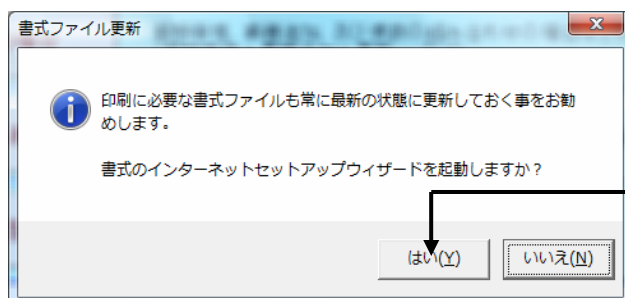 書式ファイル更新
印刷に必要な書式ファイルも常に最新の状態に更新しておく事をお勧
めします。
書式のインターネットセットアップウィザードを起動しますか？
はい(Y)
いいえ(N)